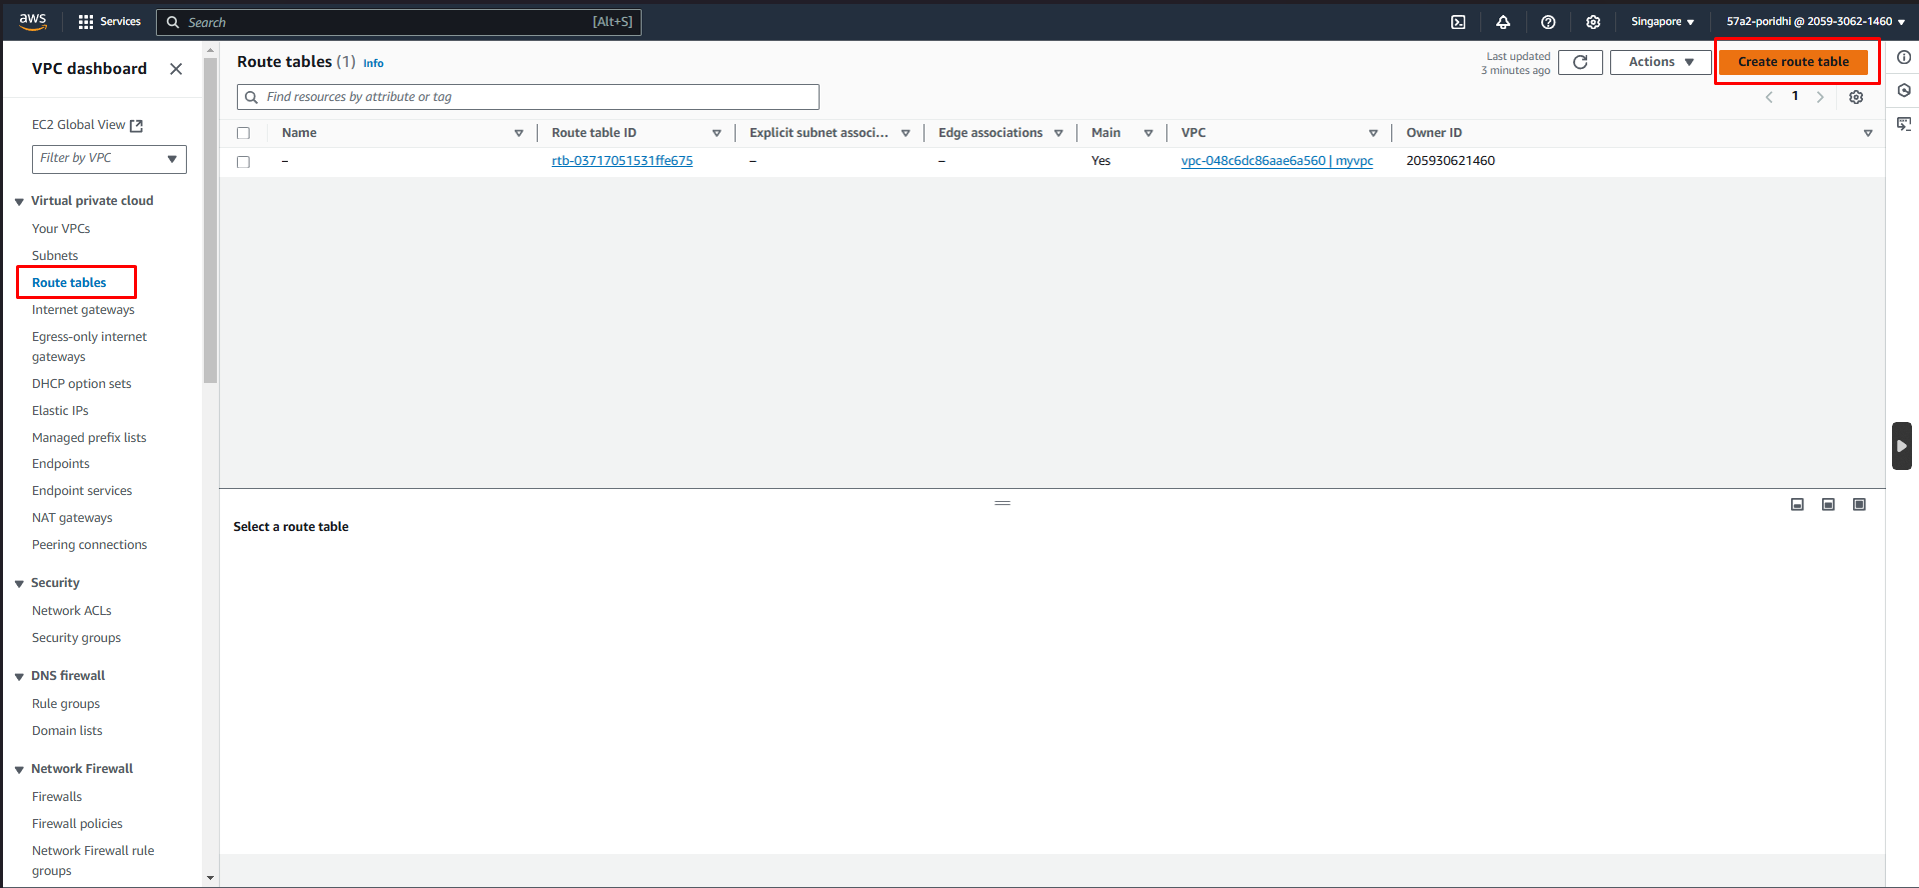 aws Services Search [Alt+S] Singapore 57a2-poridhi @ 2059-3062-1460
VPC dashboard
EC2 Global View
Filter by VPC
Virtual private cloud
Your VPCs
Subnets
Route tables
Internet gateways
Egress-only internet
gateways
DHCP option sets
Elastic IPs
Managed prefix lists
Endpoints
Endpoint services
NAT gateways
Peering connections
Security
Network ACLs
Security groups
DNS firewall
Rule groups
Domain lists
Network Firewall
Firewalls
Firewall policies
Network Firewall rule
groups
Route tables (1) Info
Last updated
3 minutes ago
Actions
Create route table
Find resources by attribute or tag
1
Name Route table ID Explicit subnet associ... Edge associations Main VPC Owner ID
– rtb-03717051531ffe675 – – Yes vpc-048c6dc86aae6a560 | myvpc 205930621460
Select a route table